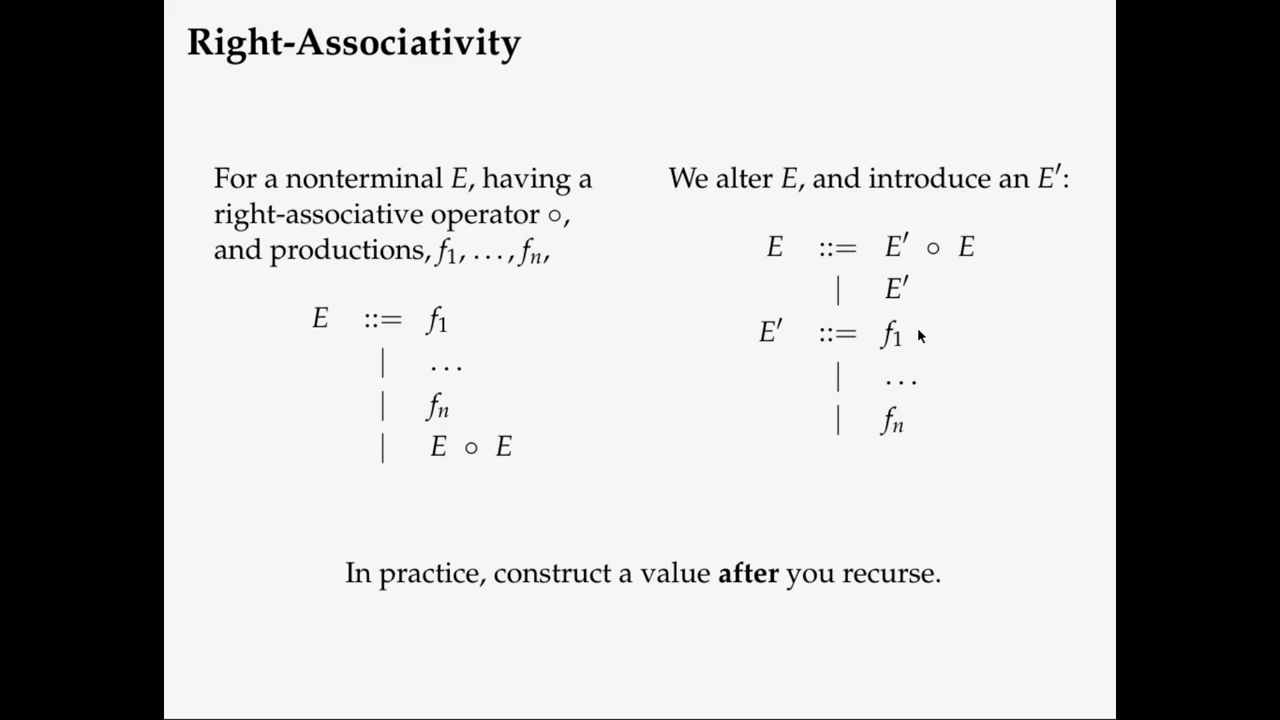 Right-Associativity
For a nonterminal E, having a
right-associative operator ∘,
and productions, f₁, …, fₙ,
E ::= f₁
| …
| fₙ
| E ∘ E
We alter E, and introduce an E′:
E ::= E′ ∘ E
| E′
E′ ::= f₁
| …
| fₙ
In practice, construct a value after you recurse.